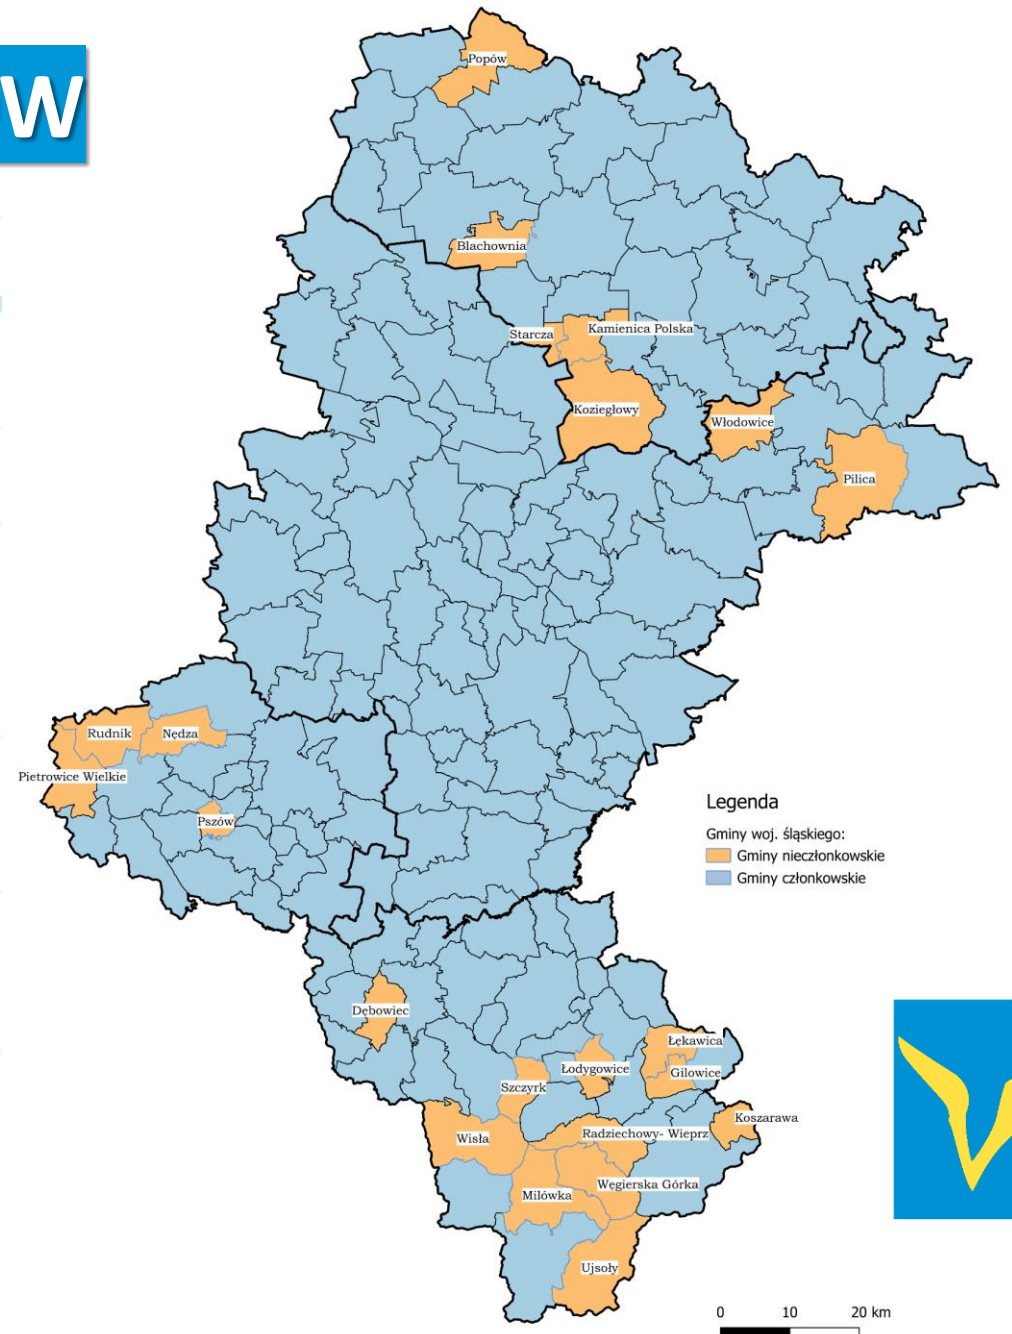 W
Popów
Blachownia
Starcza
Kamienica Polska
Koziegłowy
Włodowice
Pilica
Rudnik
Nędza
Pietrowice Wielkie
Pszów
Legenda
Gminy woj. śląskiego:
Gminy nieczłonkowskie
Gminy członkowskie
Dębowiec
Łękawica
Łodygowice
Gilowice
Szczyrk
Koszarawa
Wisła
Radziechowy- Wieprz
Węgierska Górka
Milówka
Ujsoły
0 10 20 km